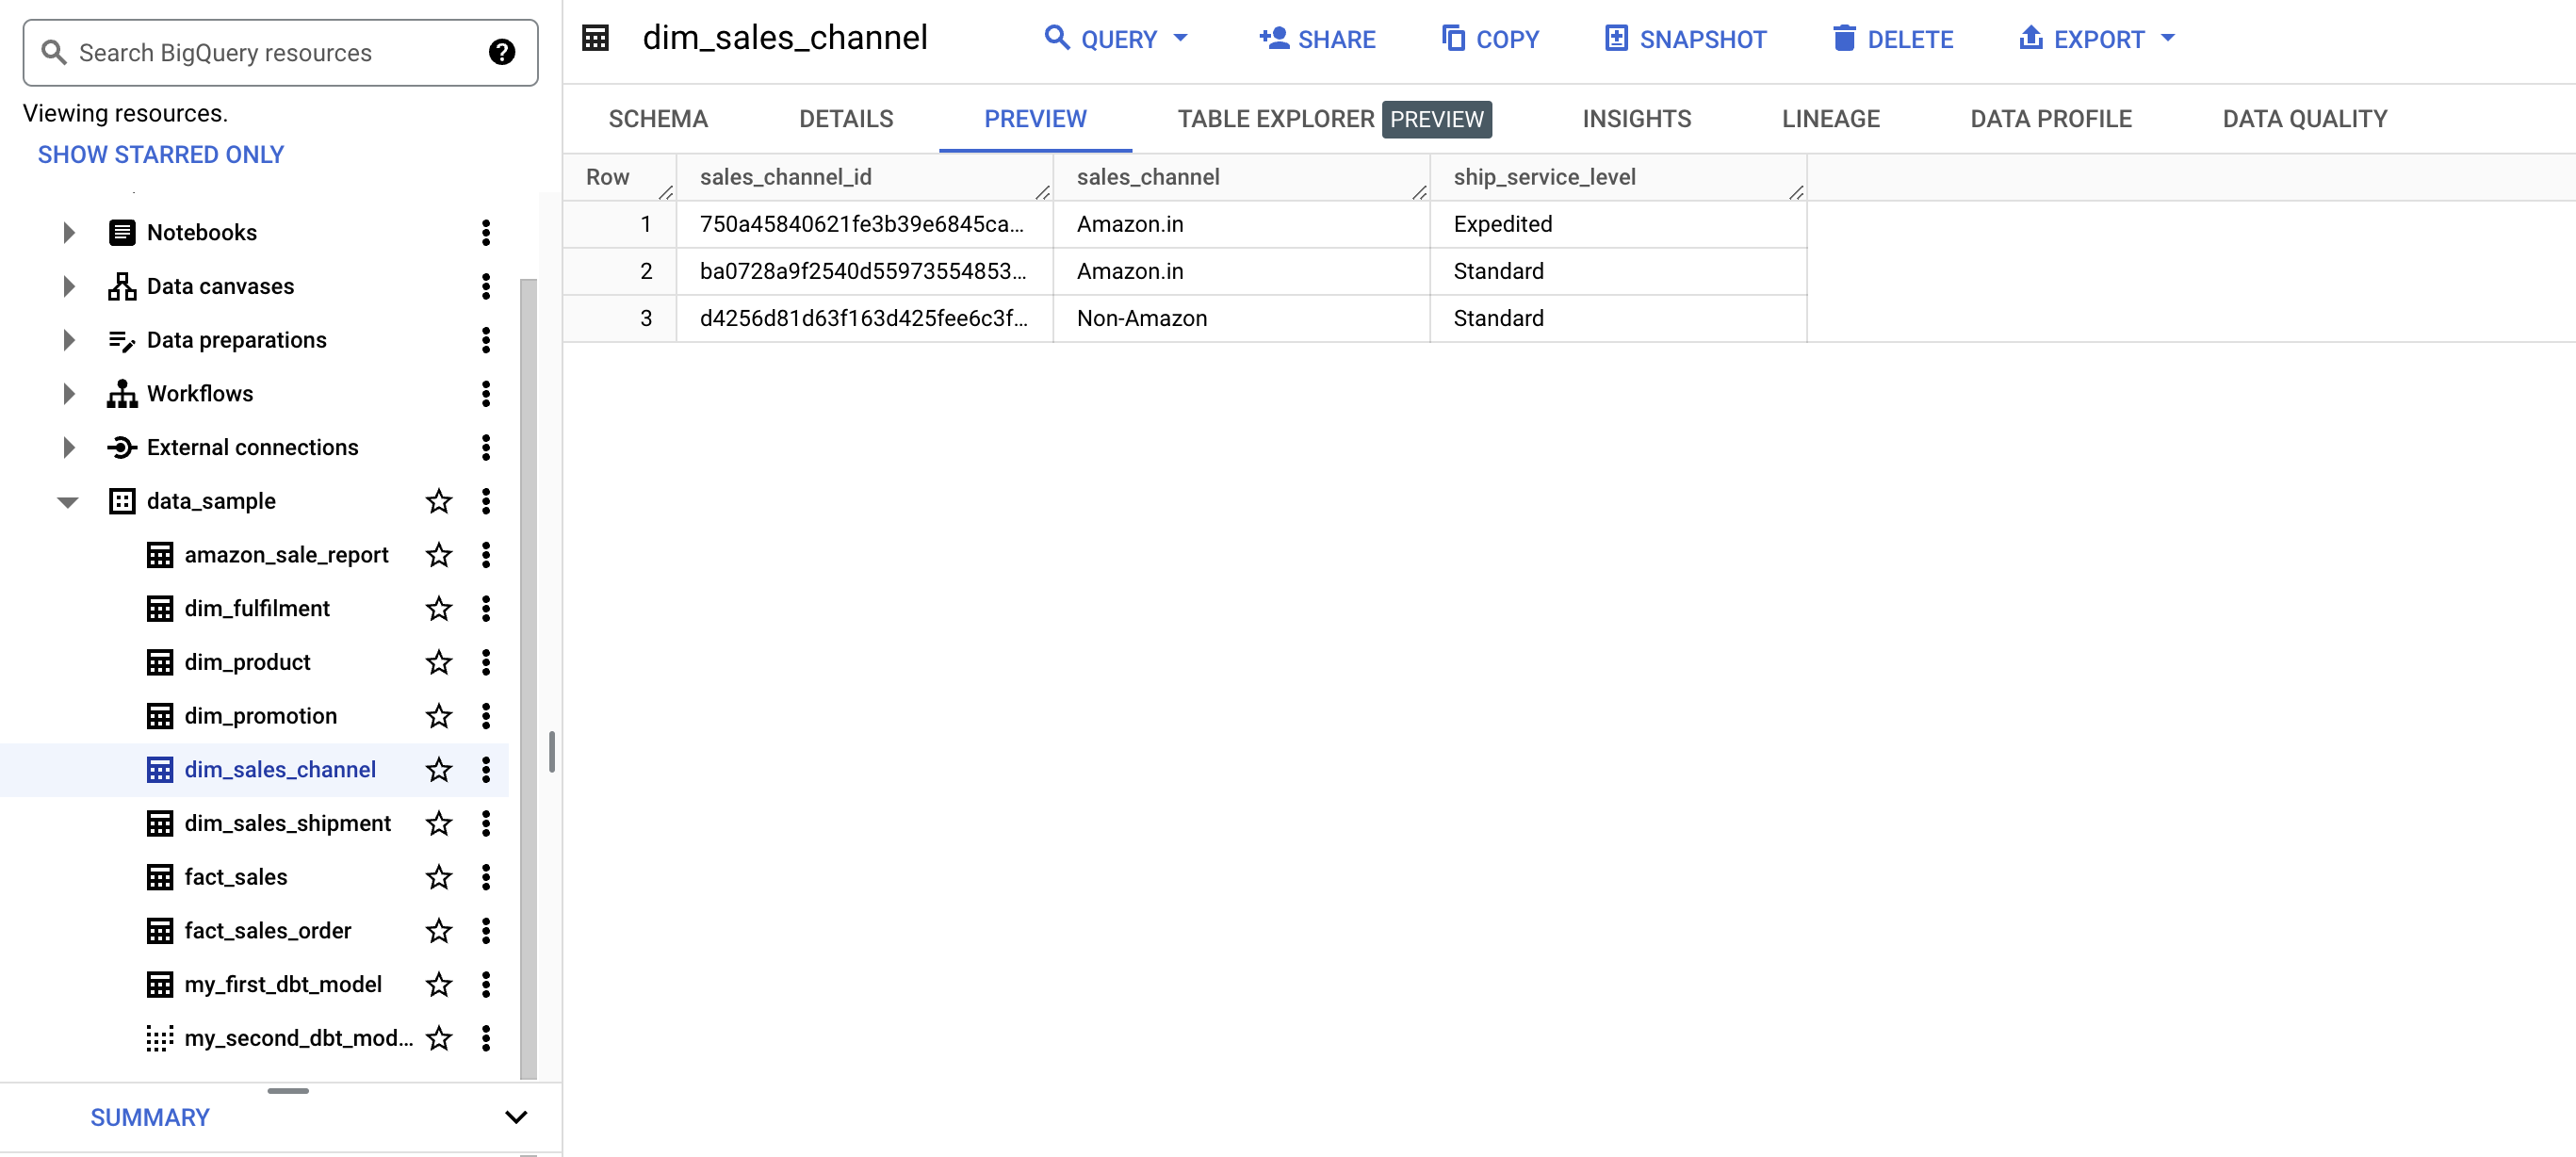 Search BigQuery resources ?
Viewing resources.
SHOW STARRED ONLY
Notebooks
Data canvases
Data preparations
Workflows
External connections
data_sample
amazon_sale_report
dim_fulfilment
dim_product
dim_promotion
dim_sales_channel
dim_sales_shipment
fact_sales
fact_sales_order
my_first_dbt_model
my_second_dbt_mod...
SUMMARY
dim_sales_channel QUERY SHARE COPY SNAPSHOT DELETE EXPORT
SCHEMA DETAILS PREVIEW TABLE EXPLORER PREVIEW INSIGHTS LINEAGE DATA PROFILE DATA QUALITY
Row sales_channel_id sales_channel ship_service_level
1 750a45840621fe3b39e6845ca... Amazon.in Expedited
2 ba0728a9f2540d55973554853... Amazon.in Standard
3 d4256d81d63f163d425fee6c3f... Non-Amazon Standard